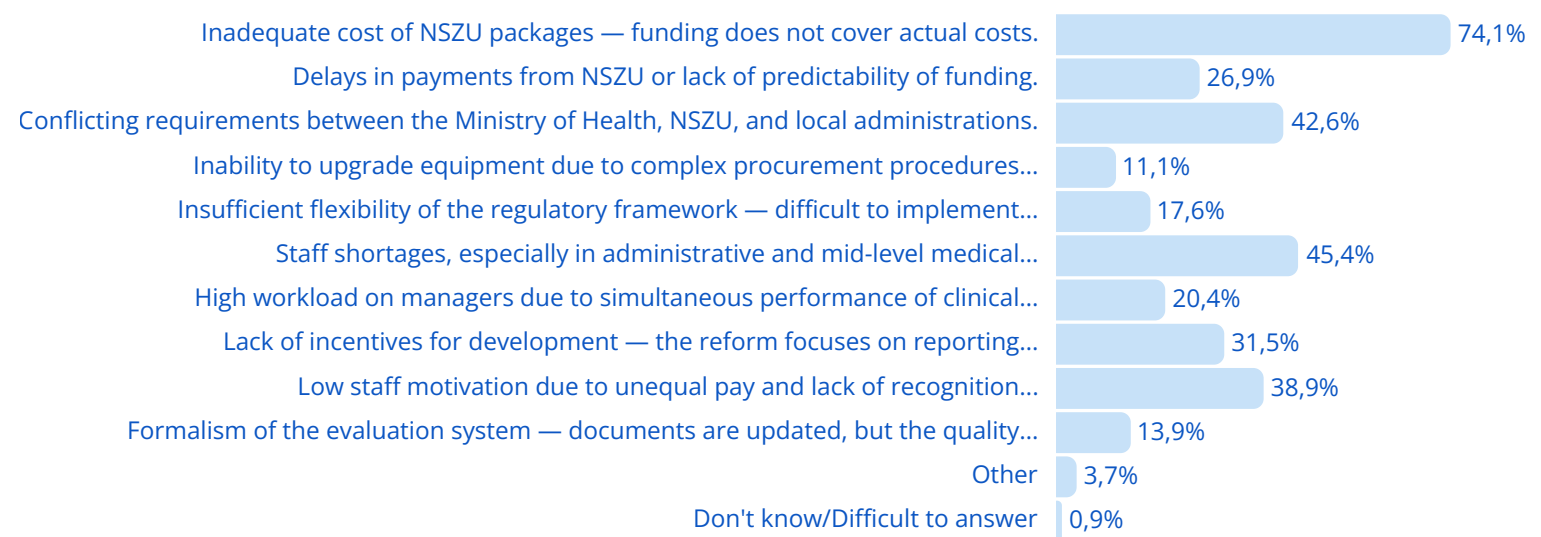 Inadequate cost of NSZU packages — funding does not cover actual costs. 74,1%
Delays in payments from NSZU or lack of predictability of funding. 26,9%
Conflicting requirements between the Ministry of Health, NSZU, and local administrations. 42,6%
Inability to upgrade equipment due to complex procurement procedures... 11,1%
Insufficient flexibility of the regulatory framework — difficult to implement... 17,6%
Staff shortages, especially in administrative and mid-level medical... 45,4%
High workload on managers due to simultaneous performance of clinical... 20,4%
Lack of incentives for development — the reform focuses on reporting... 31,5%
Low staff motivation due to unequal pay and lack of recognition... 38,9%
Formalism of the evaluation system — documents are updated, but the quality... 13,9%
Other 3,7%
Don't know/Difficult to answer 0,9%